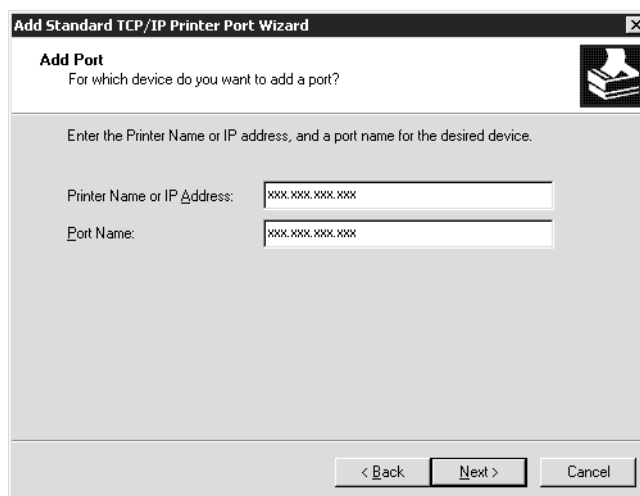 Add Standard TCP/IP Printer Port Wizard
Add Port
For which device do you want to add a port?
Enter the Printer Name or IP address, and a port name for the desired device.
Printer Name or IP Address: xxx.xxx.xxx.xxx
Port Name: xxx.xxx.xxx.xxx
< Back Next > Cancel